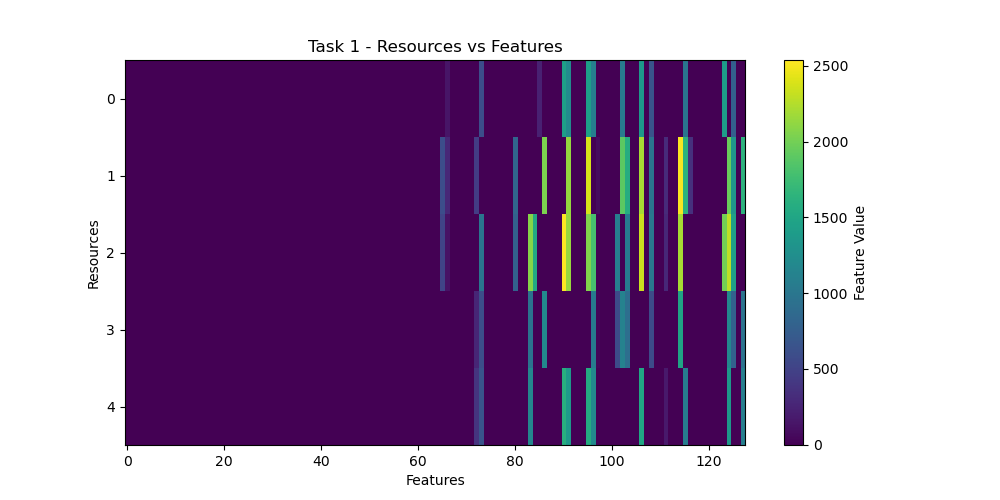 Task 1 - Resources vs Features
Resources
0
1
2
3
4
0 20 40 60 80 100 120
Features
2500
2000
1500
1000
500
0
Feature Value